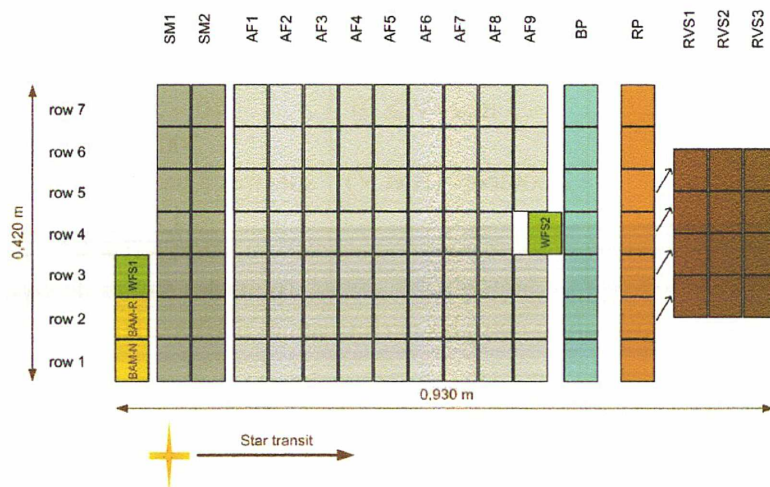 SM1 SM2 AF1 AF2 AF3 AF4 AF5 AF6 AF7 AF8 AF9 BP RP RVS1 RVS2 RVS3
row 7
row 6
row 5
row 4
row 3
row 2
row 1
0,420 m
WFS1
BAM-R
BAM-N
WFS2
0,930 m
Star transit